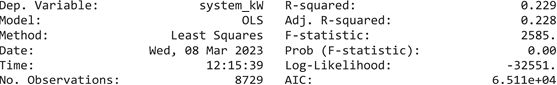 Dep. Variable: system_kW R-squared: 0.229
Model: OLS Adj. R-squared: 0.228
Method: Least Squares F-statistic: 2585.
Date: Wed, 08 Mar 2023 Prob (F-statistic): 0.00
Time: 12:15:39 Log-Likelihood: -32551.
No. Observations: 8729 AIC: 6.511e+04